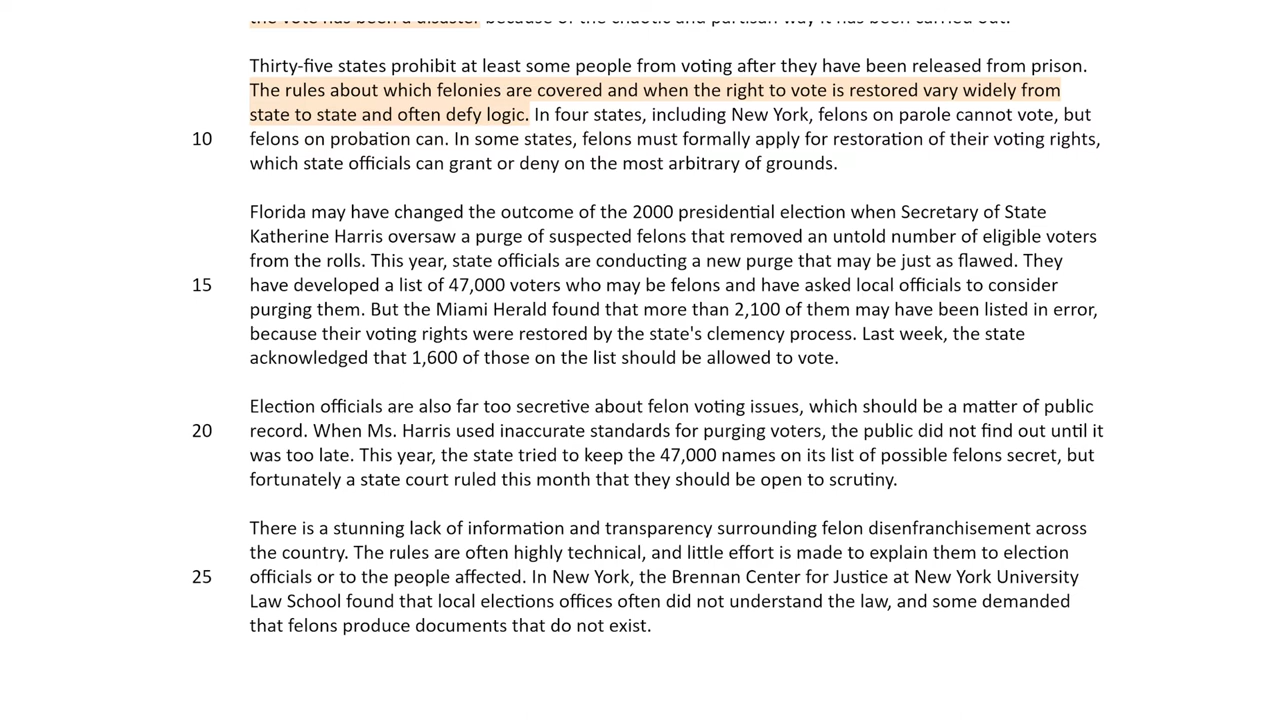 the vote has been a disaster because of the chaotic and partisan way it has been carried out.
Thirty-five states prohibit at least some people from voting after they have been released from prison.
The rules about which felonies are covered and when the right to vote is restored vary widely from
state to state and often defy logic. In four states, including New York, felons on parole cannot vote, but
10 felons on probation can. In some states, felons must formally apply for restoration of their voting rights,
which state officials can grant or deny on the most arbitrary of grounds.
Florida may have changed the outcome of the 2000 presidential election when Secretary of State
Katherine Harris oversaw a purge of suspected felons that removed an untold number of eligible voters
from the rolls. This year, state officials are conducting a new purge that may be just as flawed. They
15 have developed a list of 47,000 voters who may be felons and have asked local officials to consider
purging them. But the Miami Herald found that more than 2,100 of them may have been listed in error,
because their voting rights were restored by the state's clemency process. Last week, the state
acknowledged that 1,600 of those on the list should be allowed to vote.
Election officials are also far too secretive about felon voting issues, which should be a matter of public
20 record. When Ms. Harris used inaccurate standards for purging voters, the public did not find out until it
was too late. This year, the state tried to keep the 47,000 names on its list of possible felons secret, but
fortunately a state court ruled this month that they should be open to scrutiny.
There is a stunning lack of information and transparency surrounding felon disenfranchisement across
the country. The rules are often highly technical, and little effort is made to explain them to election
25 officials or to the people affected. In New York, the Brennan Center for Justice at New York University
Law School found that local elections offices often did not understand the law, and some demanded
that felons produce documents that do not exist.